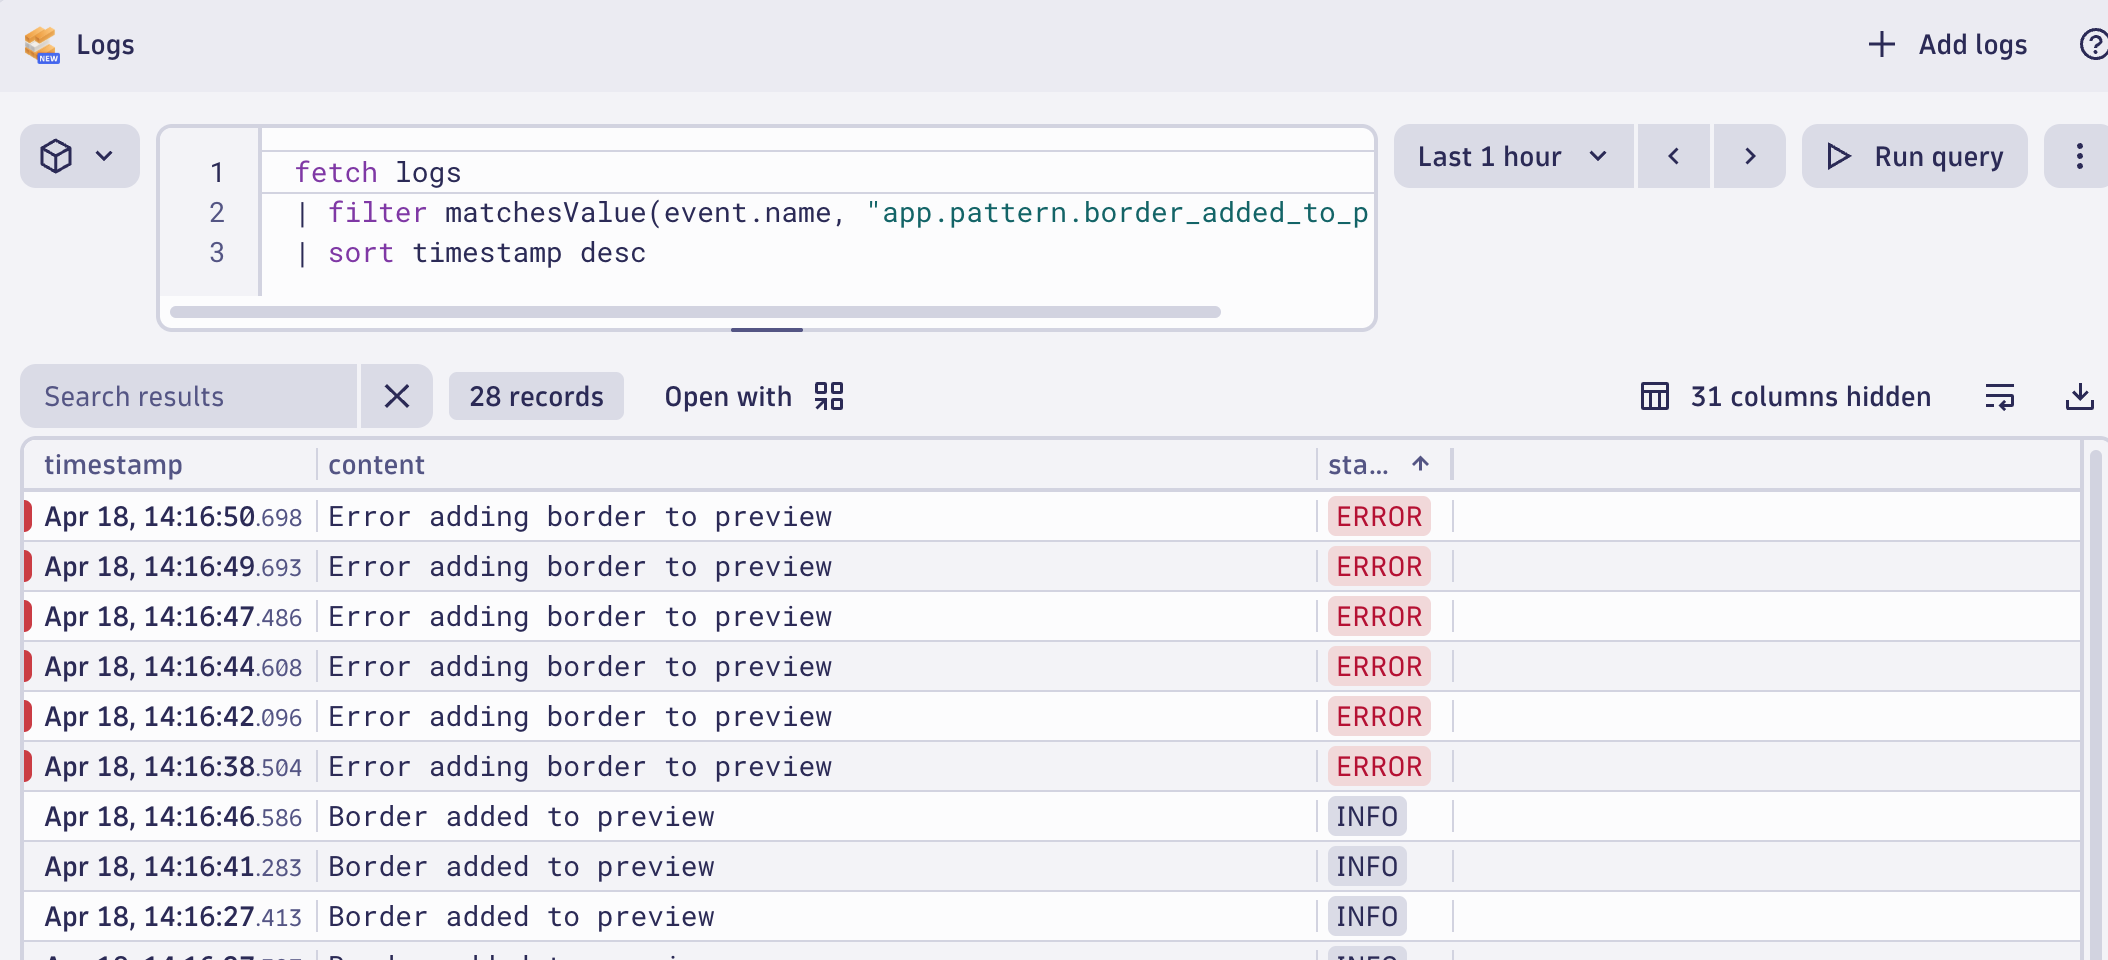 NEW
Logs
Add logs
1 fetch logs
2 | filter matchesValue(event.name, "app.pattern.border_added_to_p
3 | sort timestamp desc
Last 1 hour
Run query
Search results
28 records
Open with
31 columns hidden
timestamp content sta...
Apr 18, 14:16:50.698 Error adding border to preview ERROR
Apr 18, 14:16:49.693 Error adding border to preview ERROR
Apr 18, 14:16:47.486 Error adding border to preview ERROR
Apr 18, 14:16:44.608 Error adding border to preview ERROR
Apr 18, 14:16:42.096 Error adding border to preview ERROR
Apr 18, 14:16:38.504 Error adding border to preview ERROR
Apr 18, 14:16:46.586 Border added to preview INFO
Apr 18, 14:16:41.283 Border added to preview INFO
Apr 18, 14:16:27.413 Border added to preview INFO